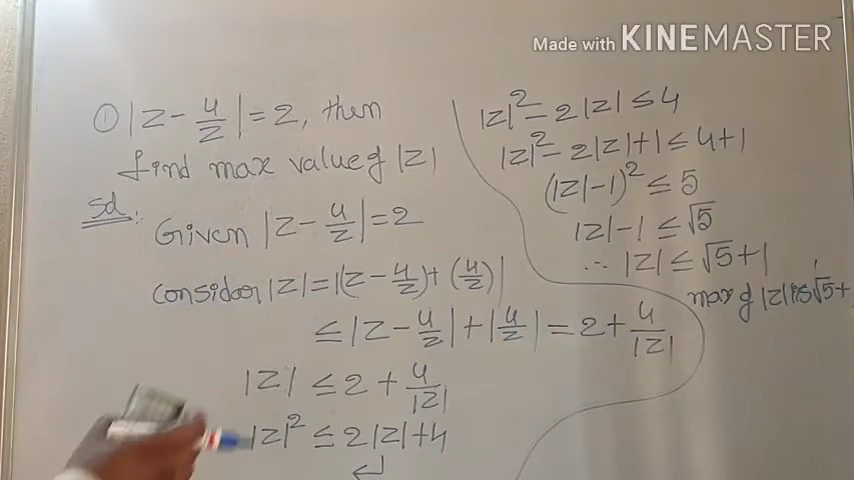 Made with KINEMASTER
① |z - 4/z| = 2, then
find max value of |z|
Sol:
Given |z - 4/z| = 2
consider |z| = |(z - 4/z) + (4/z)|
≤ |z - 4/z| + |4/z| = 2 + 4/|z|
|z| ≤ 2 + 4/|z|
|z|² ≤ 2|z| + 4
↲
|z|² - 2|z| ≤ 4
|z|² - 2|z| + 1 ≤ 4 + 1
(|z| - 1)² ≤ 5
|z| - 1 ≤ √5
∴ |z| ≤ √5 + 1
max of |z| is √5 + 1